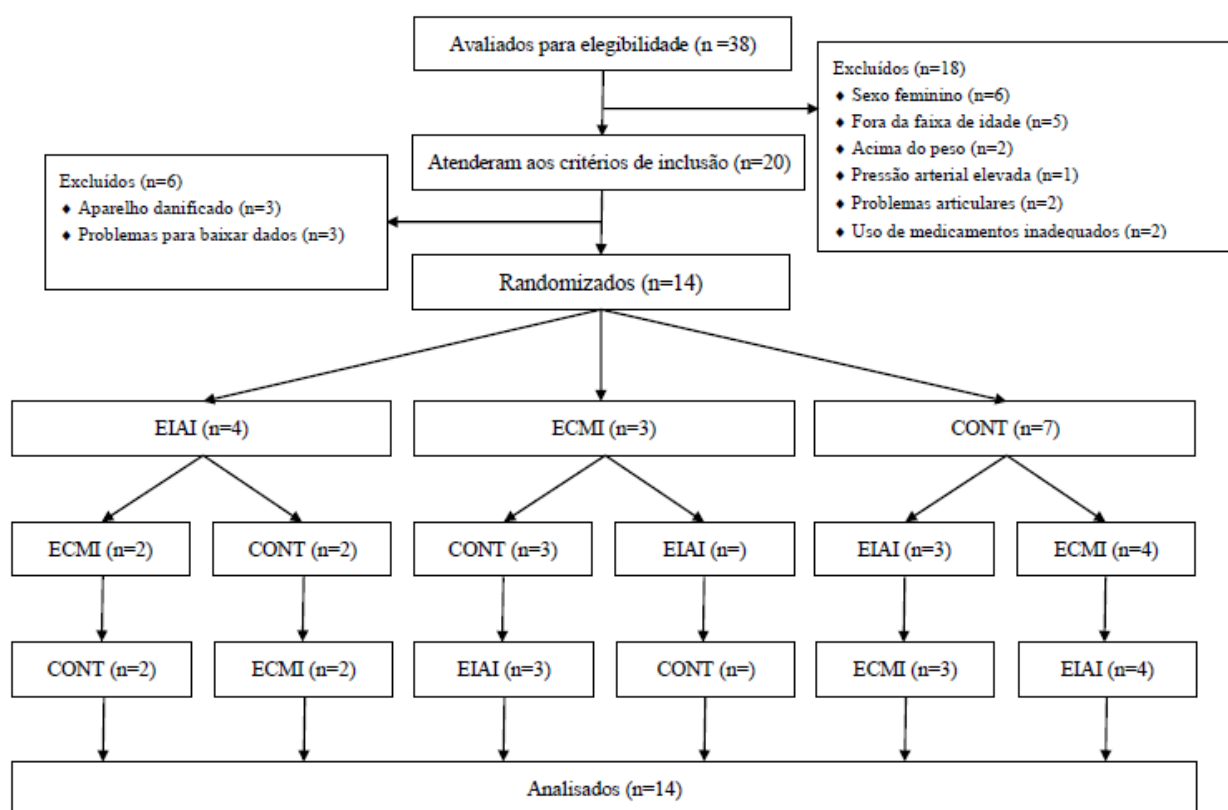 Avaliados para elegibilidade (n =38)
Excluídos (n=18)
♦ Sexo feminino (n=6)
♦ Fora da faixa de idade (n=5)
♦ Acima do peso (n=2)
♦ Pressão arterial elevada (n=1)
♦ Problemas articulares (n=2)
♦ Uso de medicamentos inadequados (n=2)
Atenderam aos critérios de inclusão (n=20)
Excluídos (n=6)
♦ Aparelho danificado (n=3)
♦ Problemas para baixar dados (n=3)
Randomizados (n=14)
EIAI (n=4)
ECMI (n=3)
CONT (n=7)
ECMI (n=2)
CONT (n=2)
CONT (n=3)
EIAI (n=)
EIAI (n=3)
ECMI (n=4)
CONT (n=2)
ECMI (n=2)
EIAI (n=3)
CONT (n=)
ECMI (n=3)
EIAI (n=4)
Analisados (n=14)